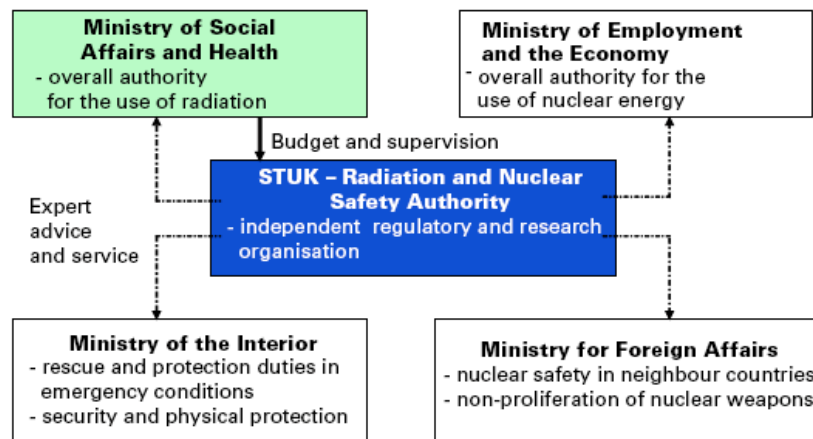 Ministry of Social
Affairs and Health
- overall authority
for the use of radiation
Ministry of Employment
and the Economy
- overall authority for the
use of nuclear energy
Budget and supervision
STUK – Radiation and Nuclear
Safety Authority
- independent regulatory and research
organisation
Expert
advice
and service
Ministry of the Interior
- rescue and protection duties in
emergency conditions
- security and physical protection
Ministry for Foreign Affairs
- nuclear safety in neighbour countries
- non-proliferation of nuclear weapons